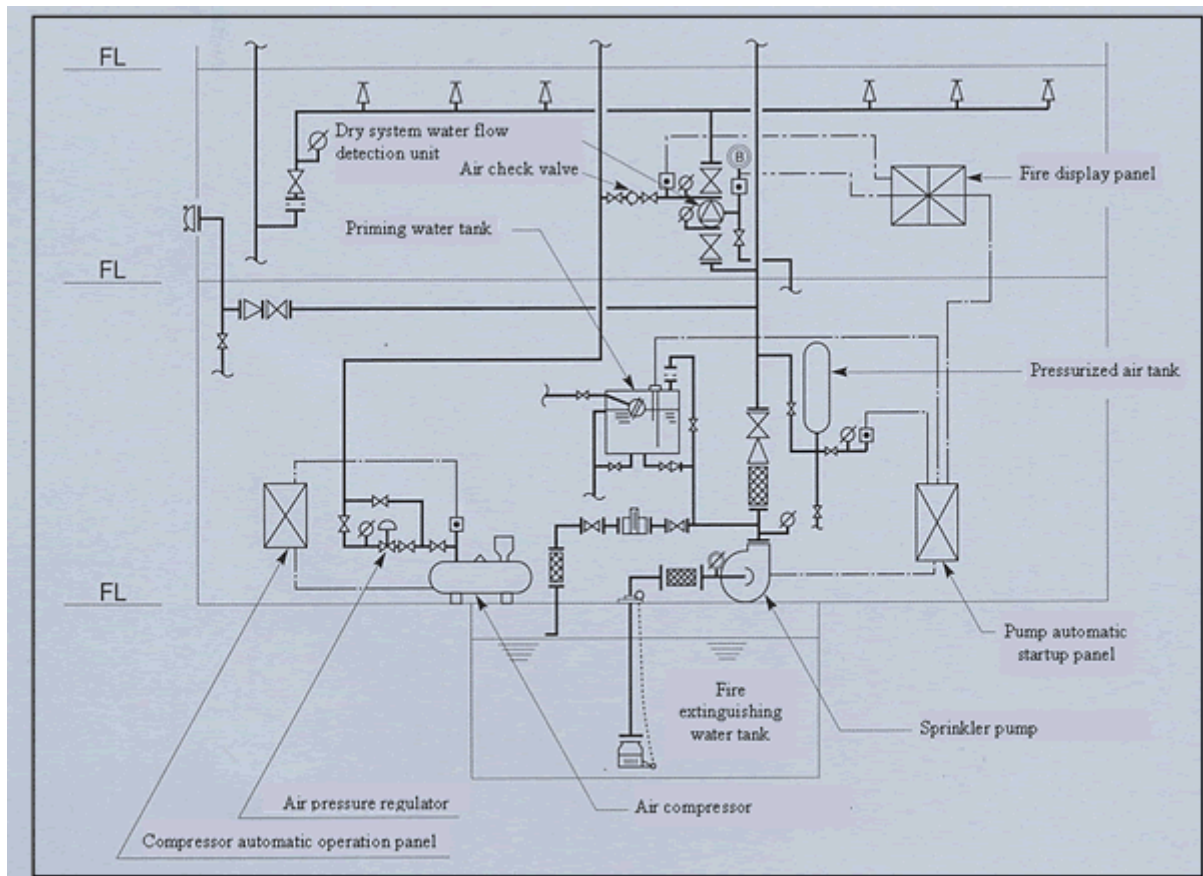 FL
Dry system water flow
detection unit
Air check valve
B
Fire display panel
Priming water tank
FL
Pressurized air tank
FL
Pump automatic
startup panel
Fire
extinguishing
water tank
Sprinkler pump
Air pressure regulator
Air compressor
Compressor automatic operation panel